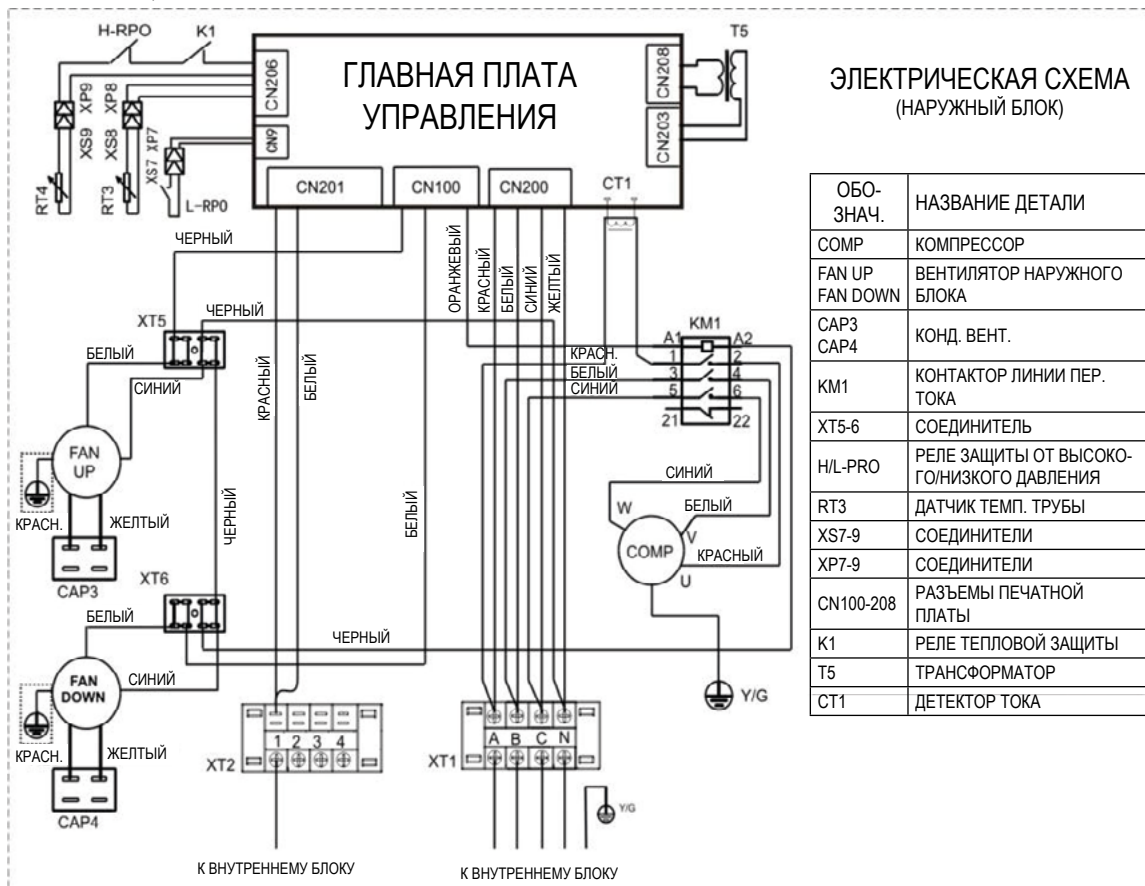 H-RPO
K1
T5
XP9
XP8
XS9
XS8
XS7 XP7
RT4
RT3
L-RPO
CN206
CN9
CN208
CN203
ГЛАВНАЯ ПЛАТА
УПРАВЛЕНИЯ
CN201
CN100
CN200
CT1
ЧЕРНЫЙ
ОРАНЖЕВЫЙ
КРАСНЫЙ
БЕЛЫЙ
СИНИЙ
ЖЕЛТЫЙ
XT5
ЧЕРНЫЙ
БЕЛЫЙ
СИНИЙ
КРАСНЫЙ
БЕЛЫЙ
KM1
A1
A2
КРАСН.
1
2
БЕЛЫЙ
3
4
СИНИЙ
5
6
21
22
FAN
UP
КРАСН.
ЖЕЛТЫЙ
CAP3
ЧЕРНЫЙ
БЕЛЫЙ
СИНИЙ
W
БЕЛЫЙ
V
COMP
КРАСНЫЙ
U
XT6
БЕЛЫЙ
ЧЕРНЫЙ
FAN
DOWN
СИНИЙ
КРАСН.
ЖЕЛТЫЙ
CAP4
Y/G
1 2 3 4
XT2
A B C N
XT1
Y/G
К ВНУТРЕННЕМУ БЛОКУ
К ВНУТРЕННЕМУ БЛОКУ
ЭЛЕКТРИЧЕСКАЯ СХЕМА
(НАРУЖНЫЙ БЛОК)
ОБО-
ЗНАЧ.
НАЗВАНИЕ ДЕТАЛИ
COMP
КОМПРЕССОР
FAN UP
FAN DOWN
ВЕНТИЛЯТОР НАРУЖНОГО
БЛОКА
CAP3
CAP4
КОНД. ВЕНТ.
KM1
КОНТАКТОР ЛИНИИ ПЕР.
ТОКА
XT5-6
СОЕДИНИТЕЛЬ
H/L-PRO
РЕЛЕ ЗАЩИТЫ ОТ ВЫСОКО-
ГО/НИЗКОГО ДАВЛЕНИЯ
RT3
ДАТЧИК ТЕМП. ТРУБЫ
XS7-9
СОЕДИНИТЕЛИ
XP7-9
СОЕДИНИТЕЛИ
CN100-208
РАЗЪЕМЫ ПЕЧАТНОЙ
ПЛАТЫ
K1
РЕЛЕ ТЕПЛОВОЙ ЗАЩИТЫ
T5
ТРАНСФОРМАТОР
CT1
ДЕТЕКТОР ТОКА